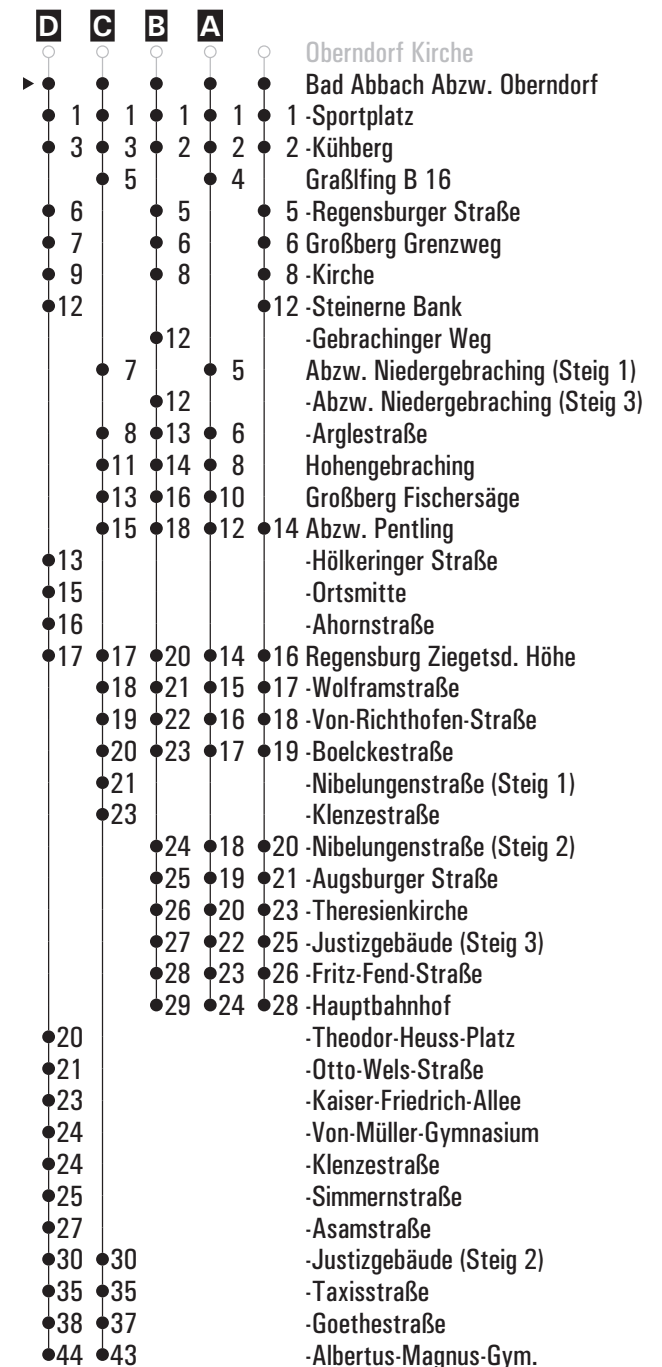 D C B A
Oberndorf Kirche
Bad Abbach Abzw. Oberndorf
1 1 1 1 1 -Sportplatz
3 3 2 2 2 -Kühberg
5 4 Graßlfing B 16
6 5 5 -Regensburger Straße
7 6 6 Großberg Grenzweg
9 8 8 -Kirche
12 12 -Steinerne Bank
12 -Gebrachinger Weg
7 5 Abzw. Niedergebraching (Steig 1)
12 -Abzw. Niedergebraching (Steig 3)
8 13 6 -Arglestraße
11 14 8 Hohengebraching
13 16 10 Großberg Fischersäge
15 18 12 14 Abzw. Pentling
13 -Hölkeringer Straße
15 -Ortsmitte
16 -Ahornstraße
17 17 20 14 16 Regensburg Ziegetsd. Höhe
18 21 15 17 -Wolframstraße
19 22 16 18 -Von-Richthofen-Straße
20 23 17 19 -Boelckestraße
21 -Nibelungenstraße (Steig 1)
23 -Klenzestraße
24 18 20 -Nibelungenstraße (Steig 2)
25 19 21 -Augsburger Straße
26 20 23 -Theresienkirche
27 22 25 -Justizgebäude (Steig 3)
28 23 26 -Fritz-Fend-Straße
29 24 28 -Hauptbahnhof
20 -Theodor-Heuss-Platz
21 -Otto-Wels-Straße
23 -Kaiser-Friedrich-Allee
24 -Von-Müller-Gymnasium
24 -Klenzestraße
25 -Simmernstraße
27 -Asamstraße
30 30 -Justizgebäude (Steig 2)
35 35 -Taxisstraße
38 37 -Goethestraße
44 43 -Albertus-Magnus-Gym.